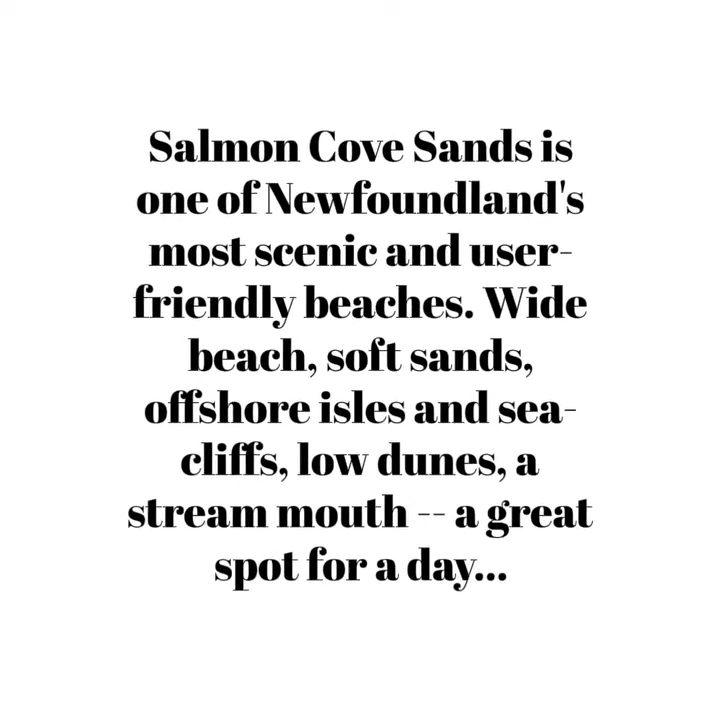 Salmon Cove Sands is
one of Newfoundland's
most scenic and user-
friendly beaches. Wide
beach, soft sands,
offshore isles and sea-
cliffs, low dunes, a
stream mouth -- a great
spot for a day...